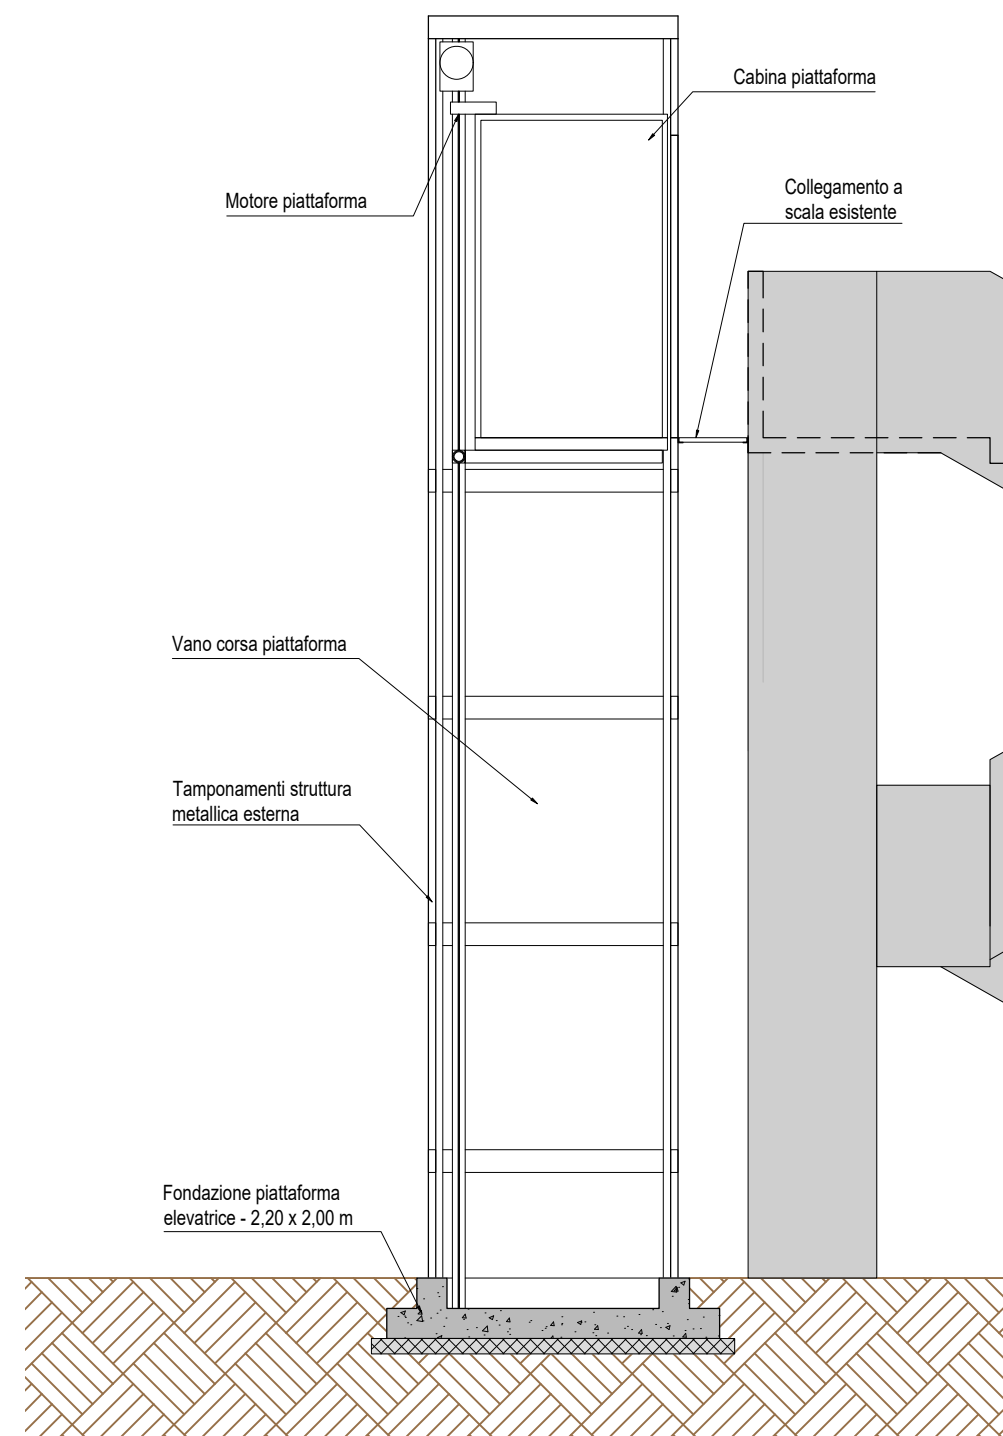 Cabina piattaforma
Motore piattaforma
Collegamento a
scala esistente
Vano corsa piattaforma
Tamponamenti struttura
metallica esterna
Fondazione piattaforma
elevatrice - 2,20 x 2,00 m